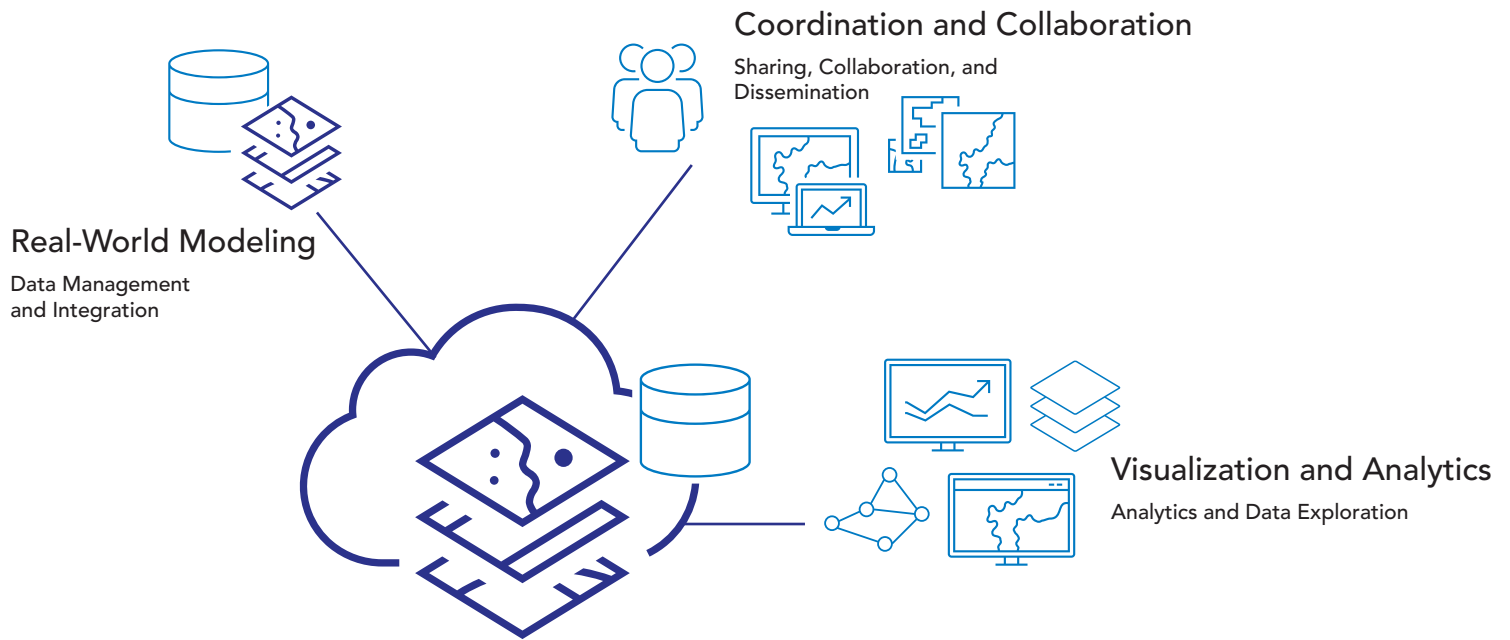 Coordination and Collaboration
Sharing, Collaboration, and
Dissemination
Real-World Modeling
Data Management
and Integration
Visualization and Analytics
Analytics and Data Exploration